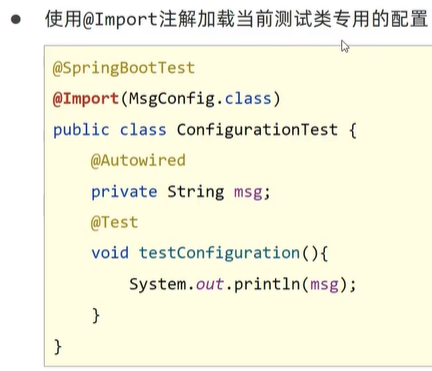 ● 使用@Import注解加载当前测试类专用的配置
@SpringBootTest
@Import(MsgConfig.class)
public class ConfigurationTest {
    @Autowired
    private String msg;
    @Test
    void testConfiguration(){
        System.out.println(msg);
    }
}